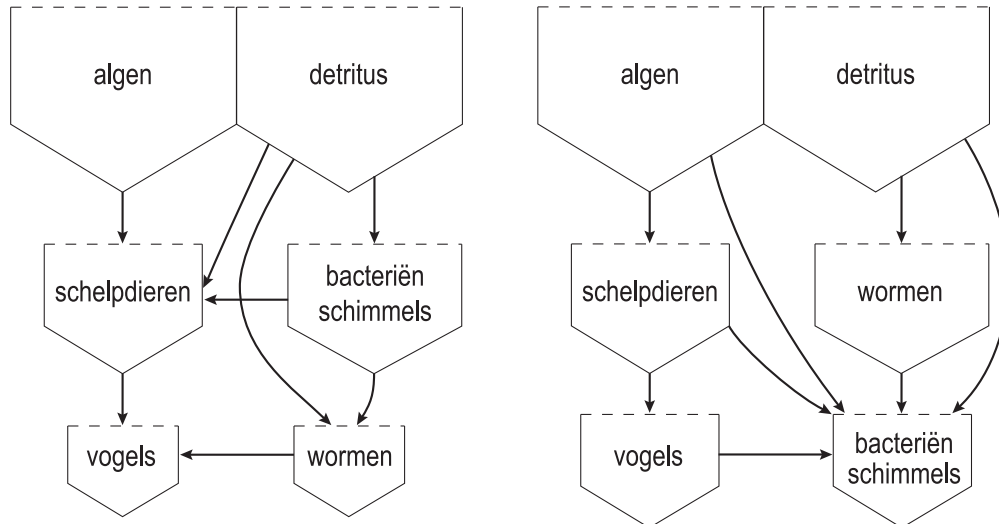 algen
detritus
schelpdieren
bacteriën
schimmels
vogels
wormen
algen
detritus
schelpdieren
wormen
vogels
bacteriën
schimmels